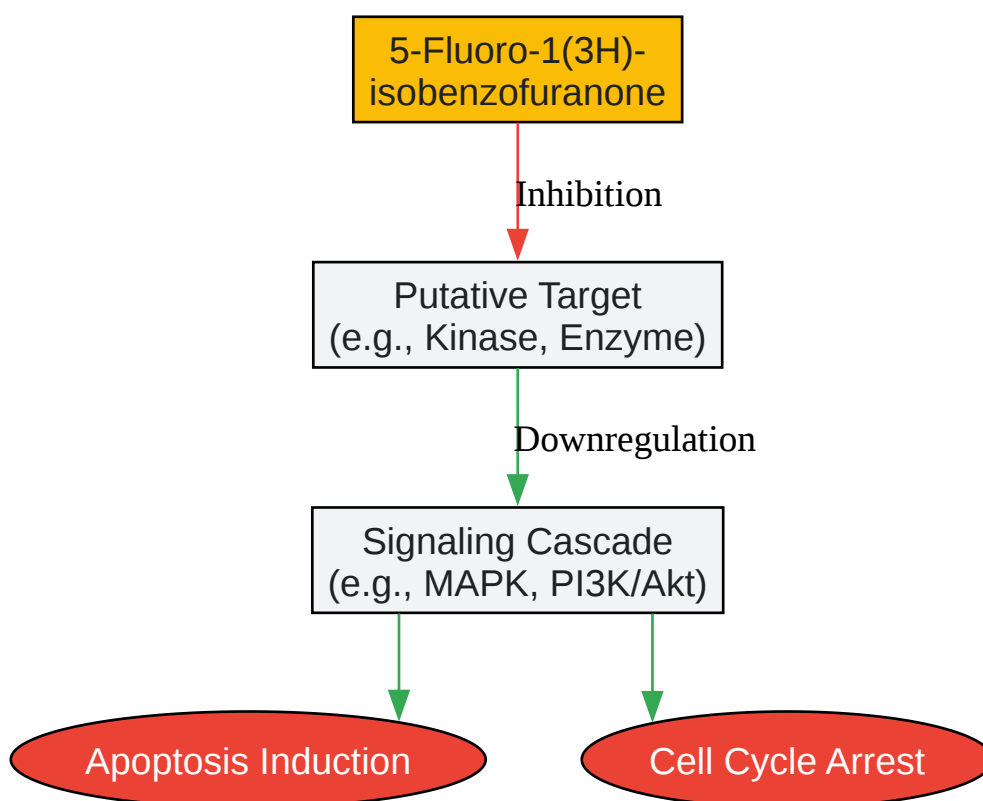 5-Fluoro-1(3H)-
isobenzofuranone
Inhibition
Putative Target
(e.g., Kinase, Enzyme)
Downregulation
Signaling Cascade
(e.g., MAPK, PI3K/Akt)
Apoptosis Induction
Cell Cycle Arrest